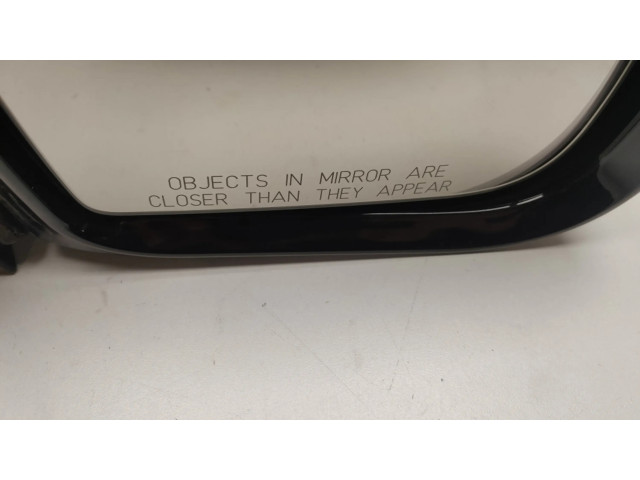 OBJECTS IN MIRROR ARE
CLOSER THAN THEY APPEAR